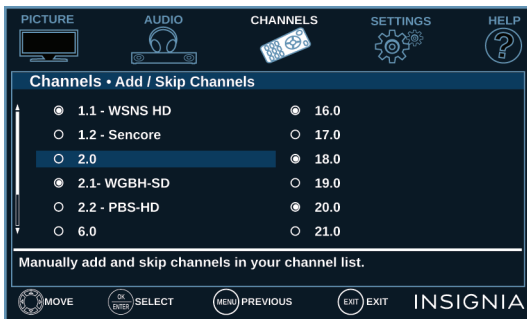 PICTURE AUDIO CHANNELS SETTINGS HELP
?
Channels • Add / Skip Channels
1.1 - WSNS HD 16.0
1.2 - Sencore 17.0
2.0 18.0
2.1- WGBH-SD 19.0
2.2 - PBS-HD 20.0
6.0 21.0
Manually add and skip channels in your channel list.
MOVE OK ENTER SELECT MENU PREVIOUS EXIT EXIT INSIGNIA